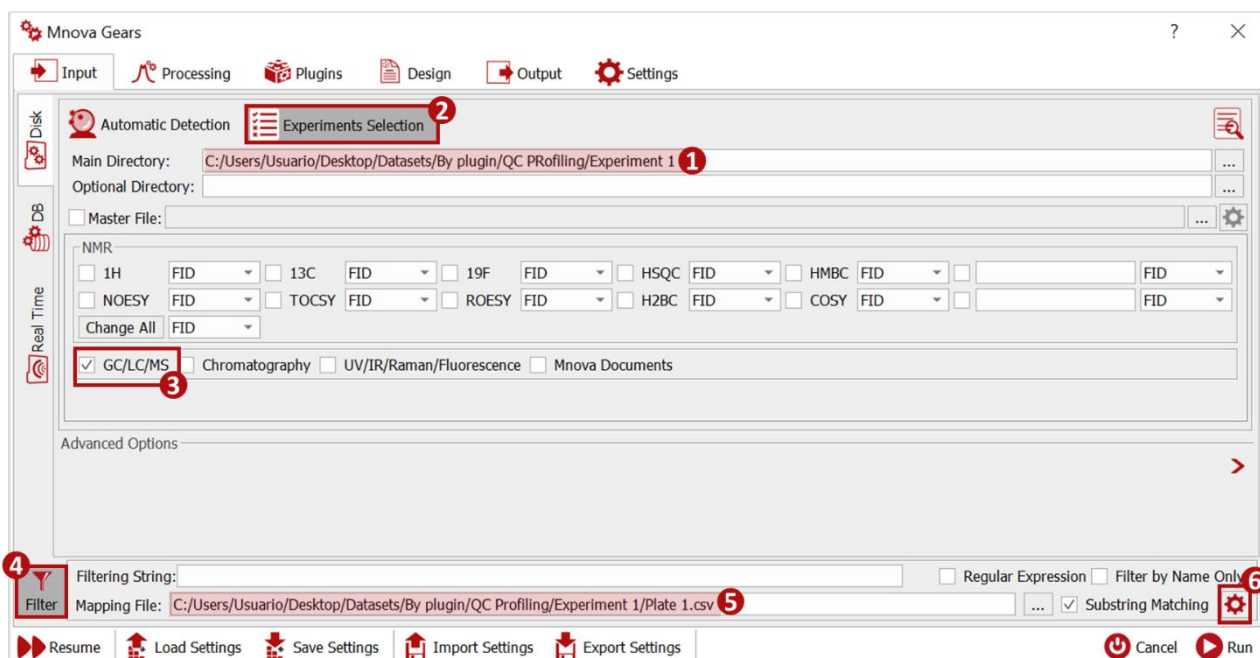 Mnova Gears ?
Input Processing Plugins Design Output Settings
Disk
DB
Real Time
Automatic Detection Experiments Selection 2
Main Directory: C:/Users/Usuario/Desktop/Datasets/By plugin/QC PRofiling/Experiment 1 1 ...
Optional Directory: ...
Master File: ...
NMR
1H FID 13C FID 19F FID HSQC FID HMBC FID FID
NOESY FID TOCSY FID ROESY FID H2BC FID COSY FID FID
Change All FID
GC/LC/MS Chromatography UV/IR/Raman/Fluorescence Mnova Documents
3
Advanced Options
4
Filter
Filtering String: Regular Expression Filter by Name Only 6
Mapping File: C:/Users/Usuario/Desktop/Datasets/By plugin/QC Profiling/Experiment 1/Plate 1.csv 5 ... Substring Matching
Resume Load Settings Save Settings Import Settings Export Settings Cancel Run